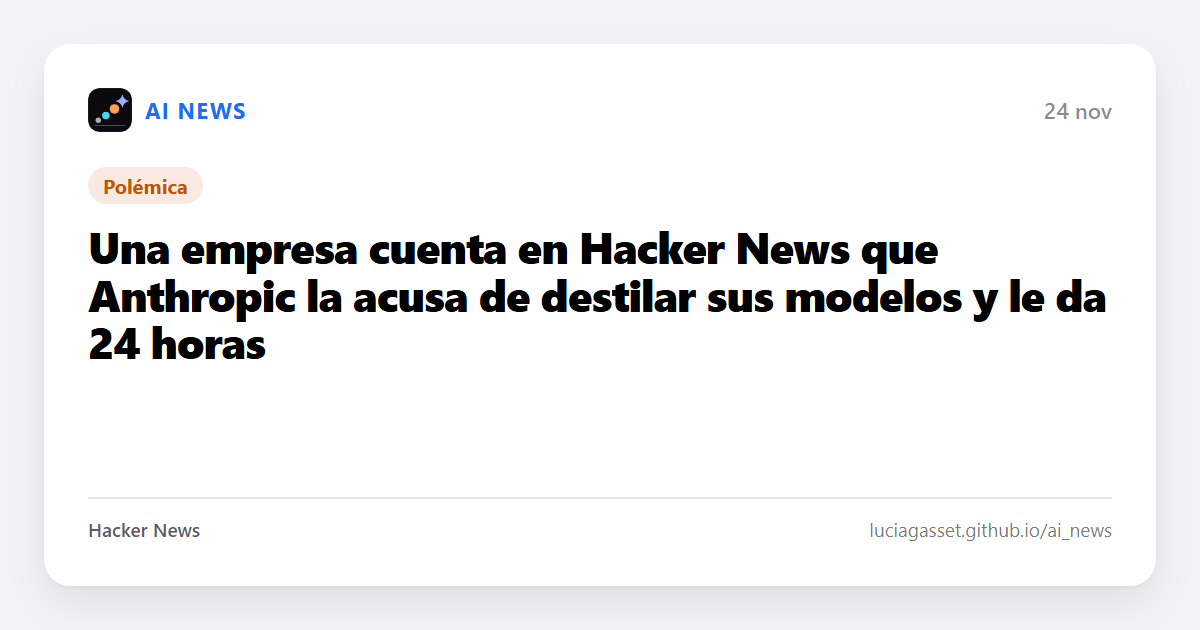 AI NEWS
24 nov
Polémica
Una empresa cuenta en Hacker News que
Anthropic la acusa de destilar sus modelos y le da
24 horas
Hacker News
luciagasset.github.io/ai_news